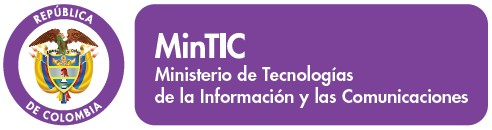 REPÚBLICA
DE COLOMBIA
MinTIC
Ministerio de Tecnologías
de la Información y las Comunicaciones